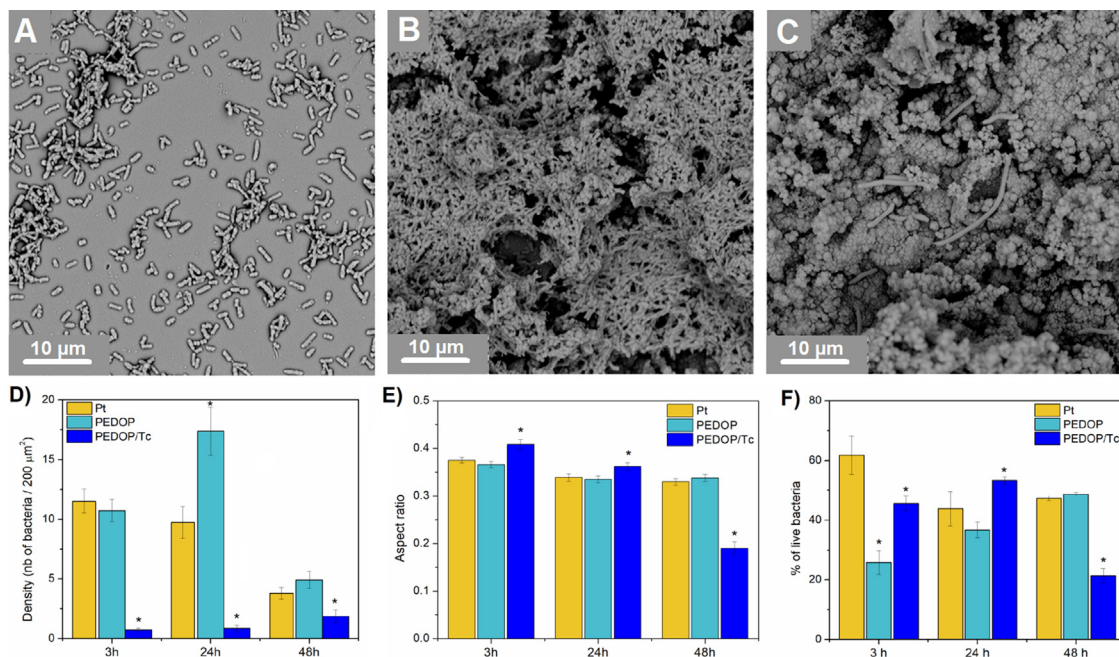 A
B
C
10 µm
10 µm
10 µm
D)
20
15
10
5
0
Density (nb of bacteria / 200 µm²)
Pt
PEDOP
PEDOP/Tc
*
*
*
*
3h
24h
48h
E)
0.5
0.4
0.3
0.2
0.1
0.0
Aspect ratio
Pt
PEDOP
PEDOP/Tc
*
*
*
3h
24h
48h
F)
80
60
40
20
0
% of live bacteria
Pt
PEDOP
PEDOP/Tc
*
*
*
*
3 h
24 h
48 h